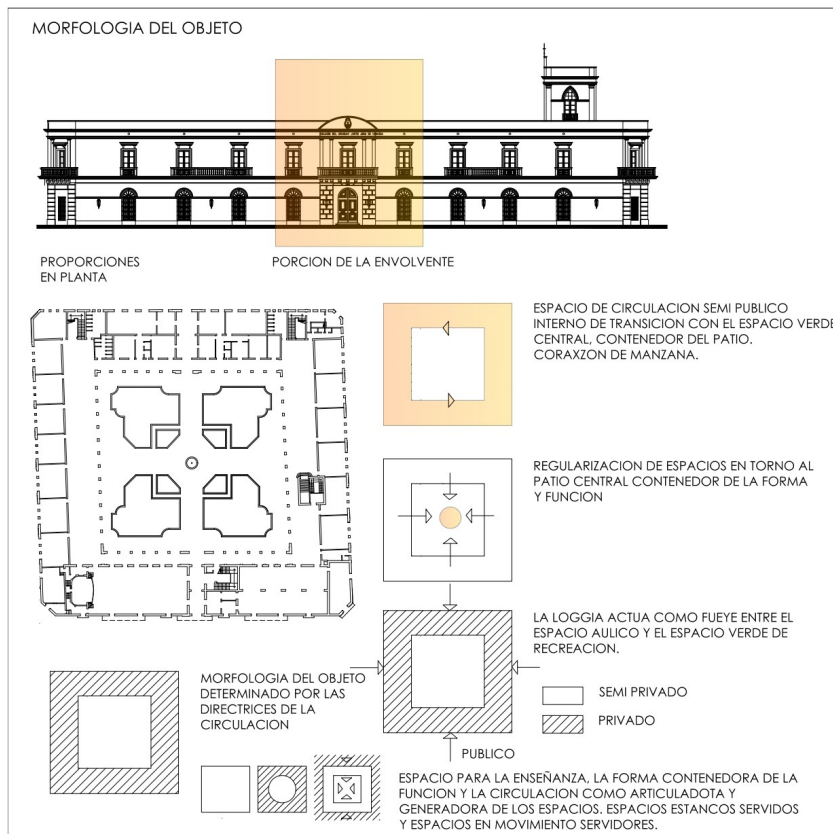 MORFOLOGIA DEL OBJETO
PROPORCIONES
EN PLANTA
PORCION DE LA ENVOLVENTE
ESPACIO DE CIRCULACION SEMI PUBLICO
INTERNO DE TRANSICION CON EL ESPACIO VERDE
CENTRAL, CONTENEDOR DEL PATIO.
CORAXZON DE MANZANA.
REGULARIZACION DE ESPACIOS EN TORNO AL
PATIO CENTRAL CONTENEDOR DE LA FORMA
Y FUNCION
LA LOGGIA ACTUA COMO FUEYE ENTRE EL
ESPACIO AULICO Y EL ESPACIO VERDE DE
RECREACION.
SEMI PRIVADO
PRIVADO
PUBLICO
MORFOLOGIA DEL OBJETO
DETERMINADO POR LAS
DIRECTRICES DE LA
CIRCULACION
ESPACIO PARA LA ENSEÑANZA, LA FORMA CONTENEDORA DE LA
FUNCION Y LA CIRCULACION COMO ARTICULADOTA Y
GENERADORA DE LOS ESPACIOS. ESPACIOS ESTANCOS SERVIDOS
Y ESPACIOS EN MOVIMIENTO SERVIDORES.